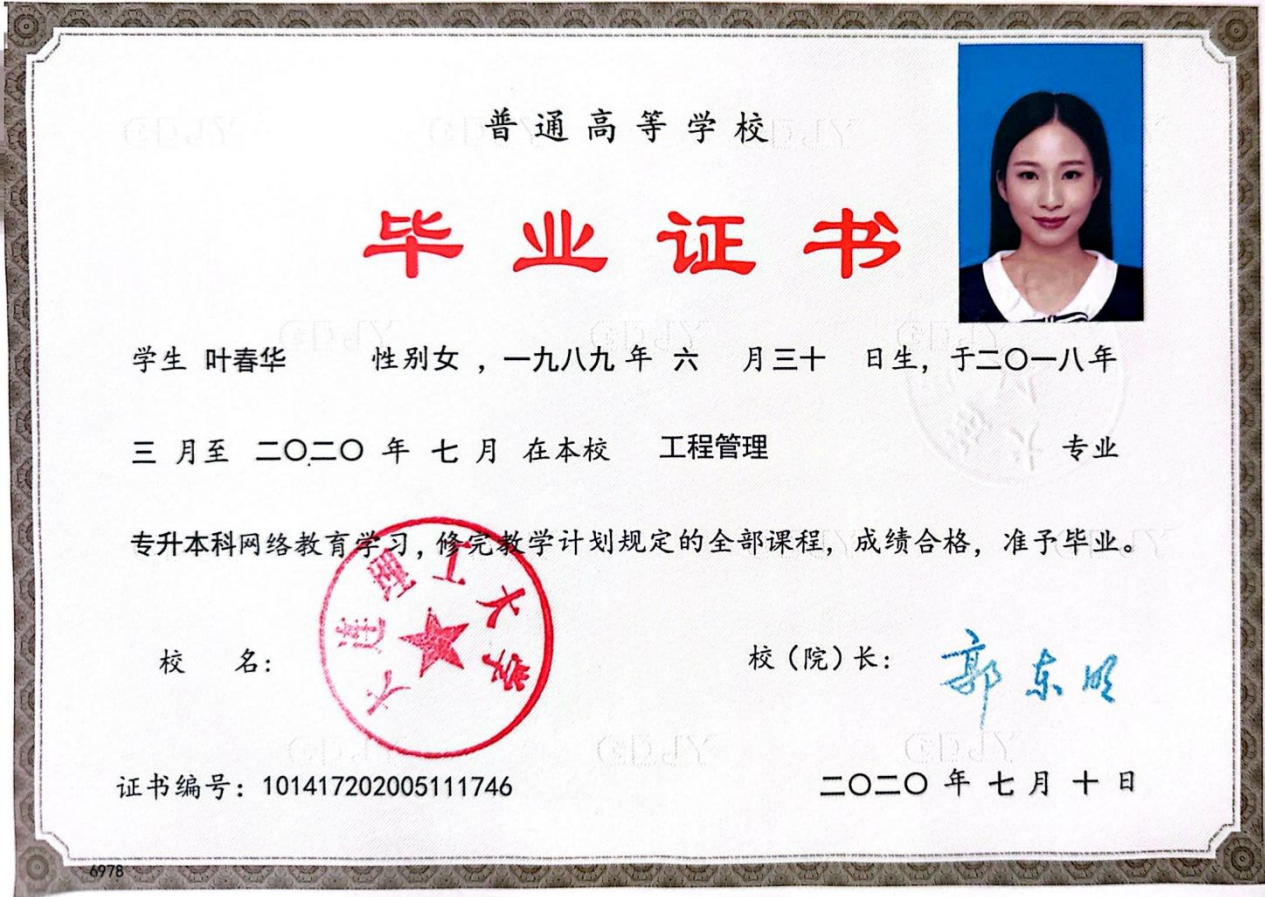 普通高等学校
毕业证书
学生 叶春华 性别女，一九八九年 六 月三十 日生，于二〇一八年
三 月至 二〇二〇 年 七 月 在本校 工程管理 专业
专升本科网络教育学习，修完教学计划规定的全部课程，成绩合格，准予毕业。
校 名：
大连理工大学
校（院）长：
郭东明
证书编号：101417202005111746
二〇二〇 年 七 月 十 日
6978